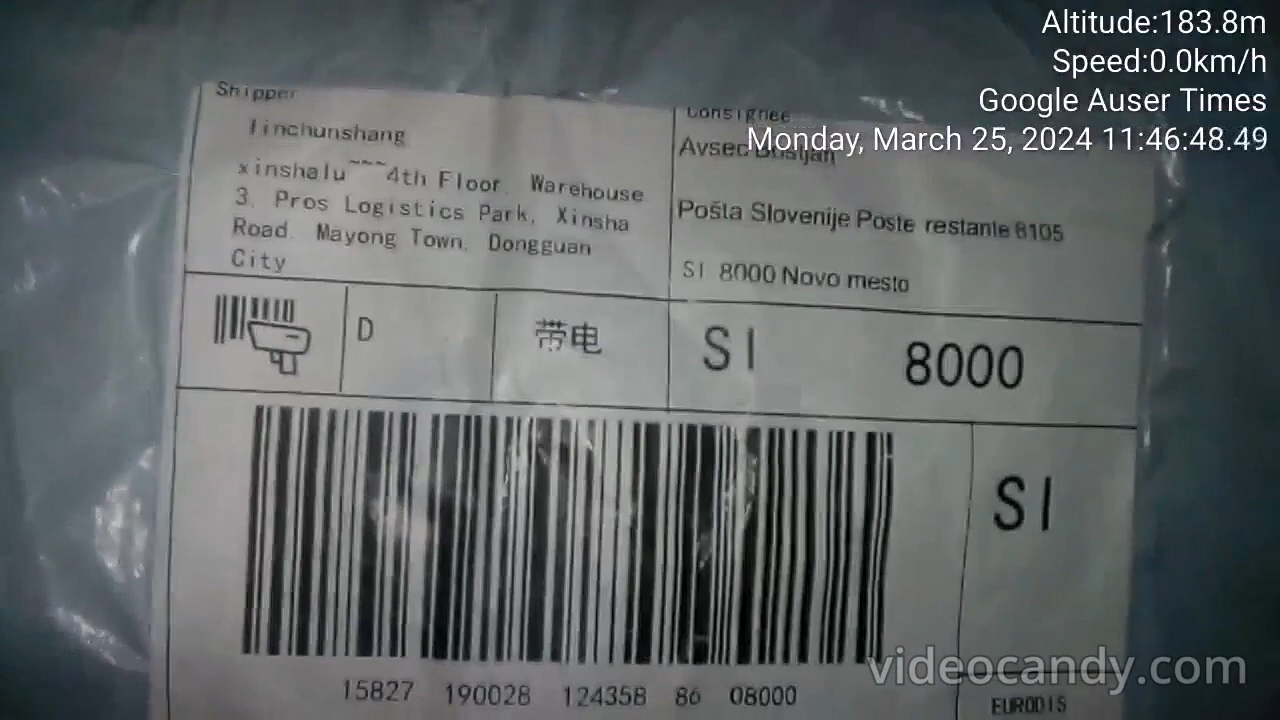 Altitude:183.8m
Speed:0.0km/h
Google Auser Times
Monday, March 25, 2024 11:46:48.49
Shipper
linchunshang
xinshalu~~~4th Floor. Warehouse
3. Pros Logistics Park, Xinsha
Road. Mayong Town. Dongguan
City
Consignee
Avsec Boštjan
Pošta Slovenije Poste restante 8105
SI 8000 Novo mesto
D
带电
SI 8000
SI
15827 190028 124358 86 08000
EURODIS
videocandy.com